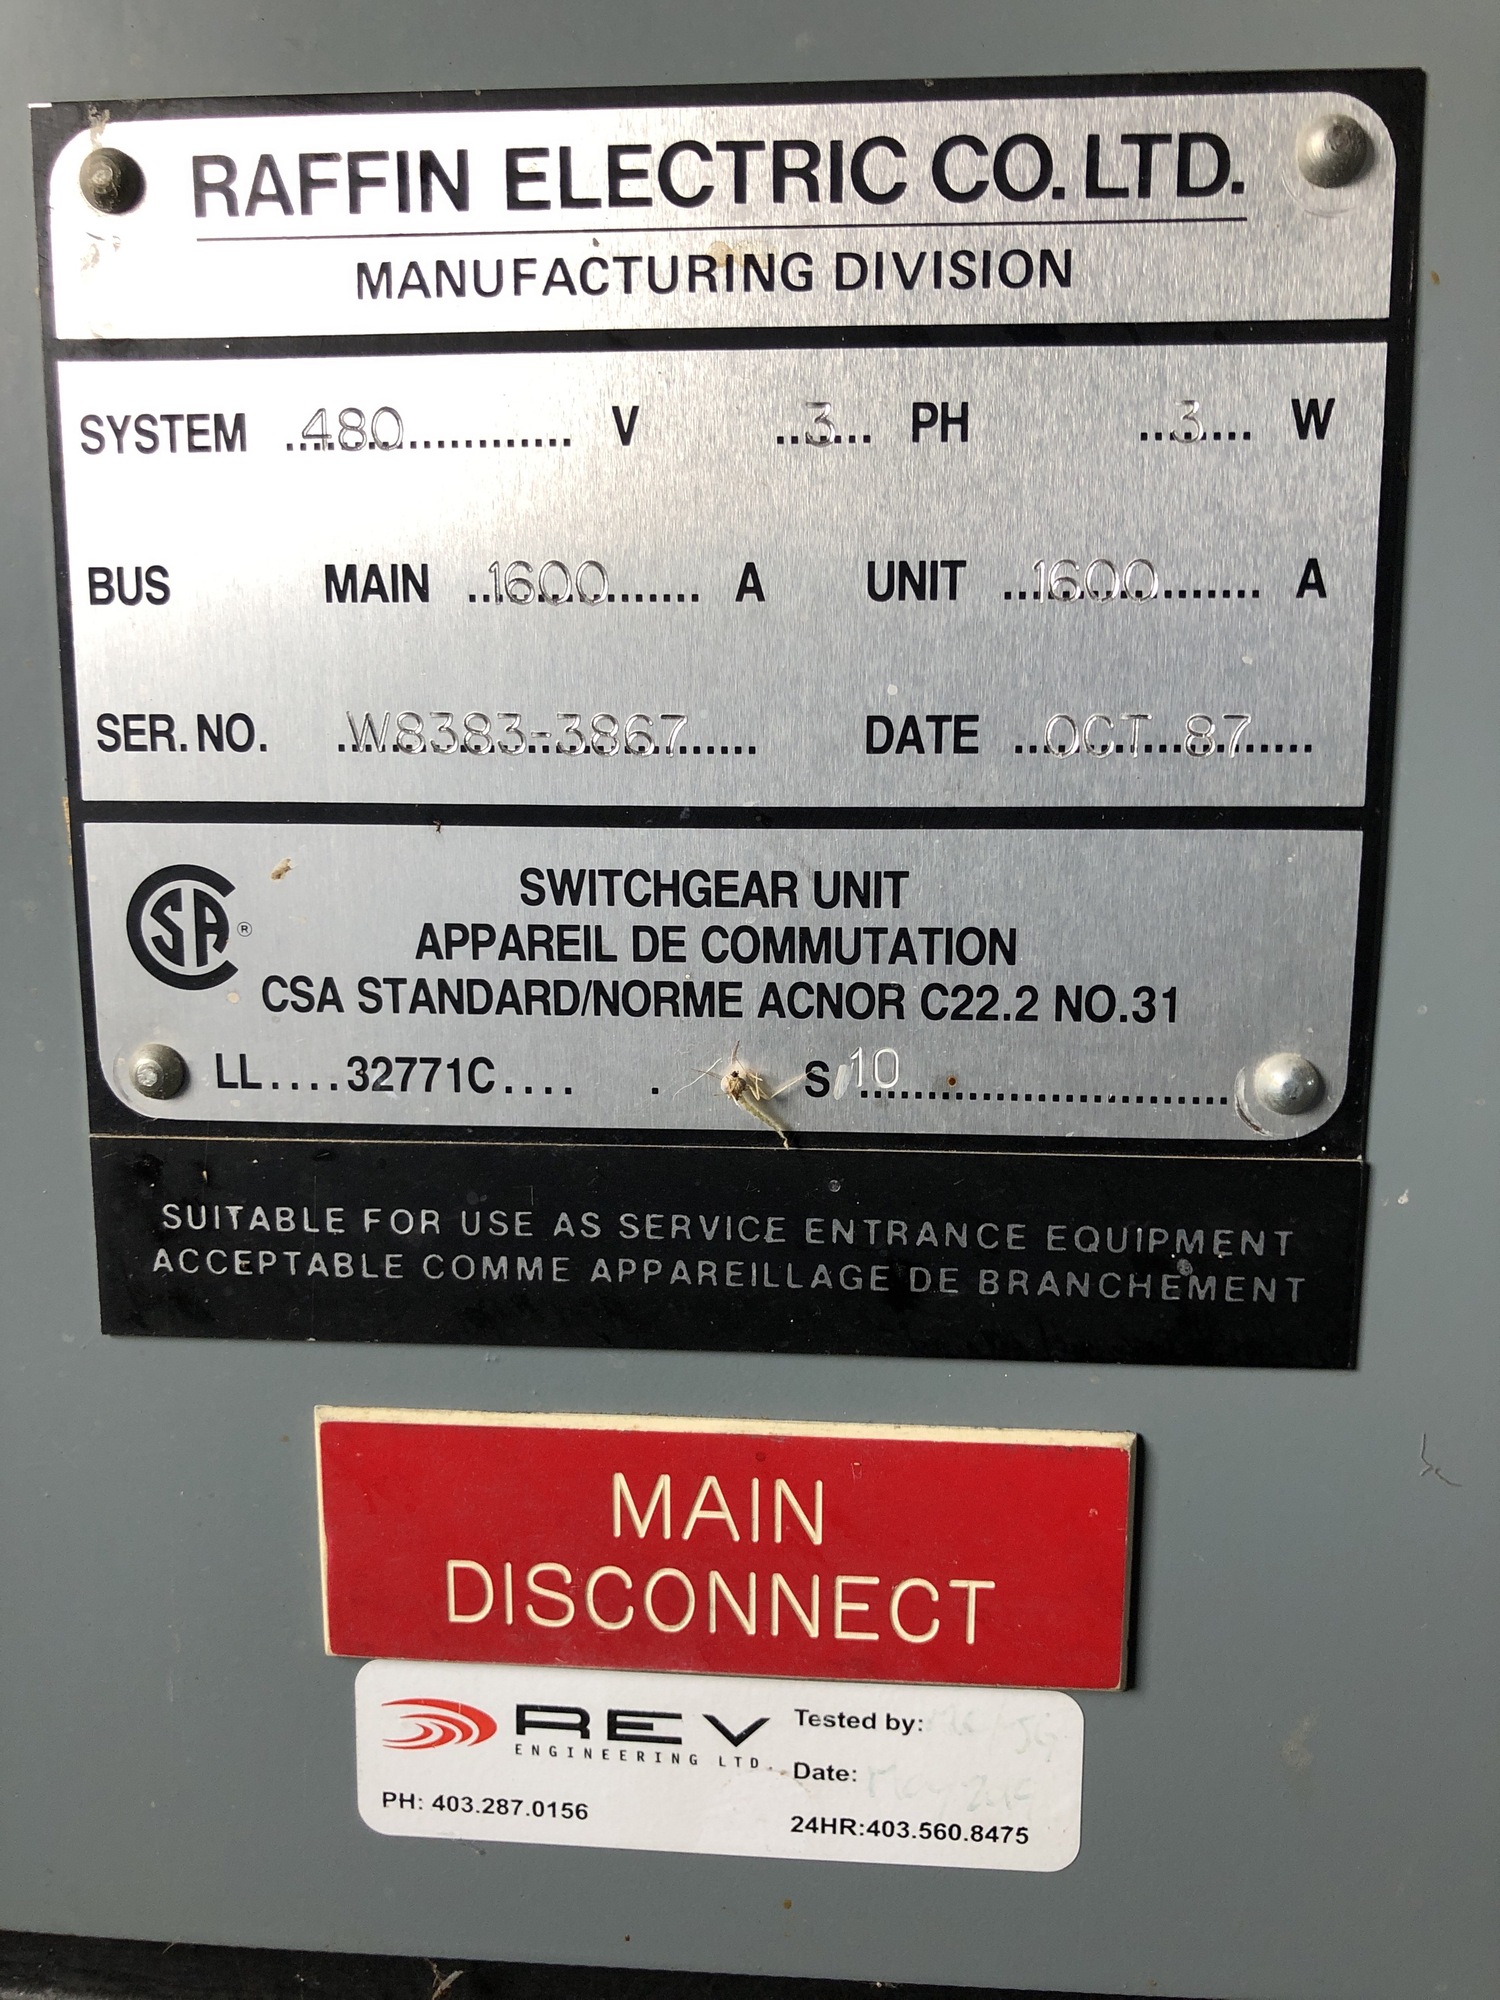 RAFFIN ELECTRIC CO. LTD.
MANUFACTURING DIVISION
SYSTEM ....480............ V ...3... PH ...3.... W
BUS MAIN ..1600....... A UNIT ...1600....... A
SER. NO. .W8383-3867...... DATE ...OCT...87.....
CSA ®
SWITCHGEAR UNIT
APPAREIL DE COMMUTATION
CSA STANDARD/NORME ACNOR C22.2 NO.31
LL....32771C.... . S 10..............................
SUITABLE FOR USE AS SERVICE ENTRANCE EQUIPMENT
ACCEPTABLE COMME APPAREILLAGE DE BRANCHEMENT
MAIN
DISCONNECT
REV
ENGINEERING LTD.
Tested by:
Date:
PH: 403.287.0156
24HR:403.560.8475